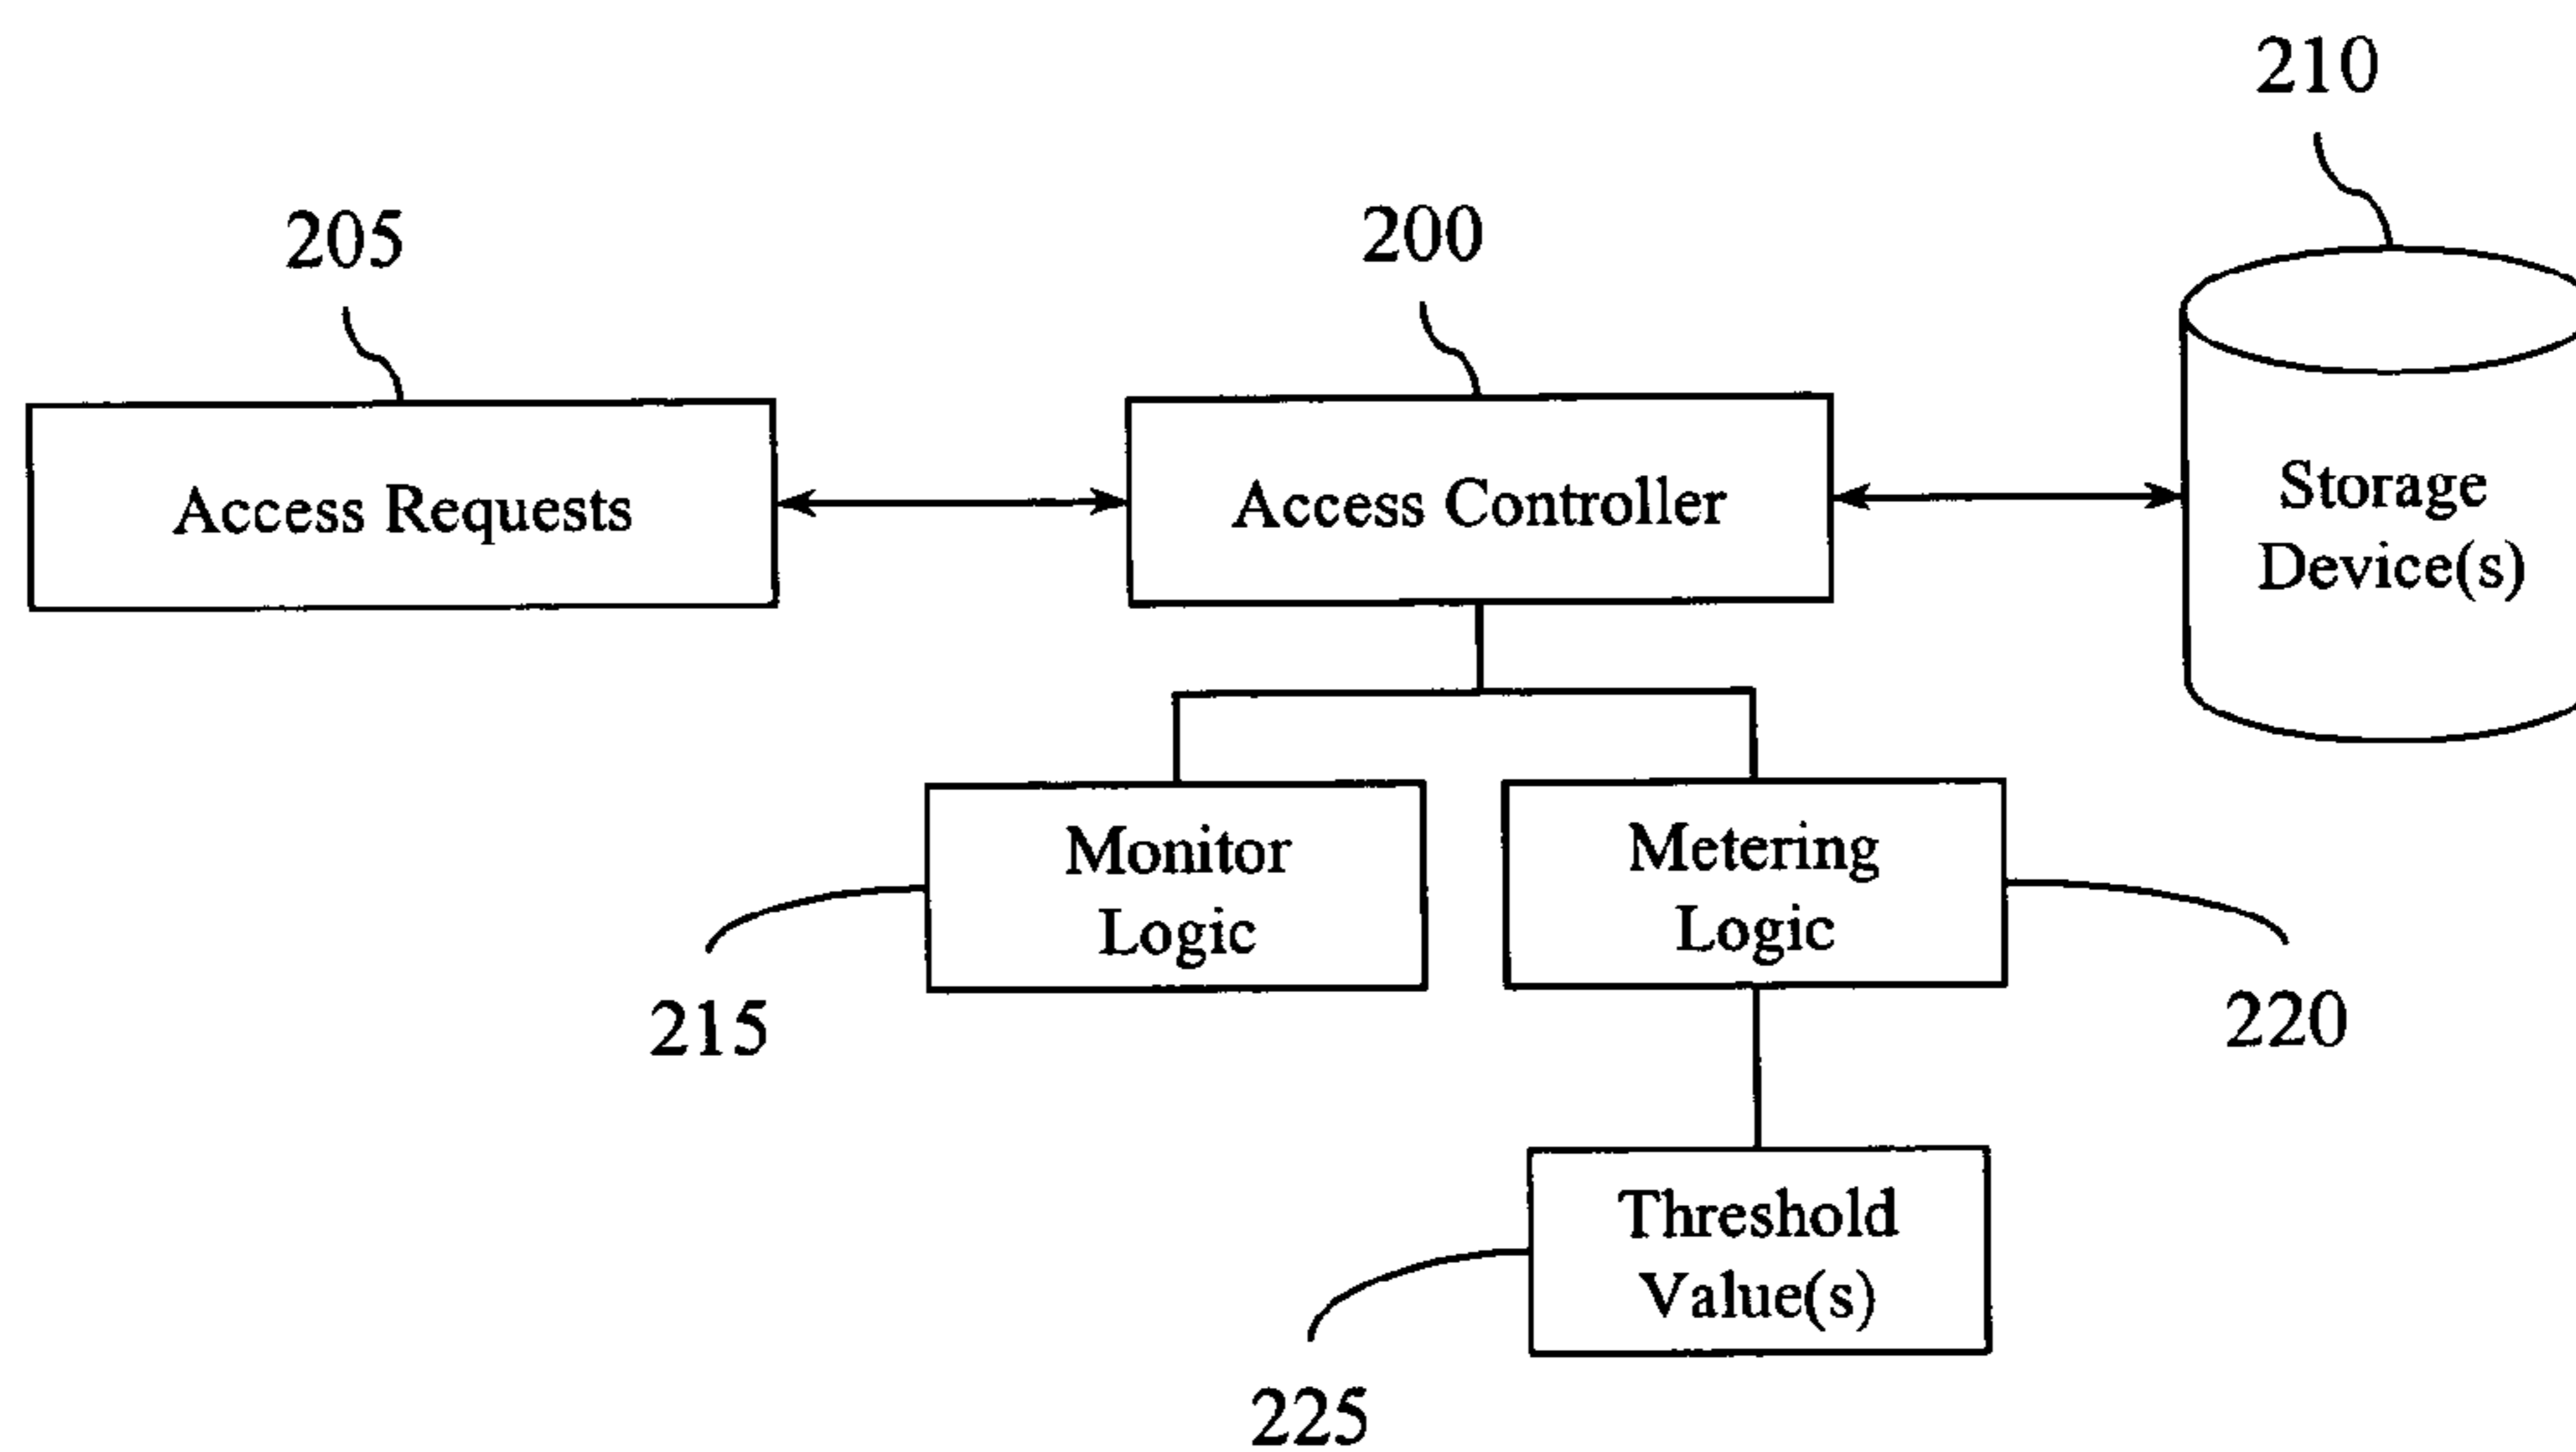 210
205
200
Access Requests
Access Controller
Storage
Device(s)
Monitor
Logic
Metering
Logic
215
220
Threshold
Value(s)
225